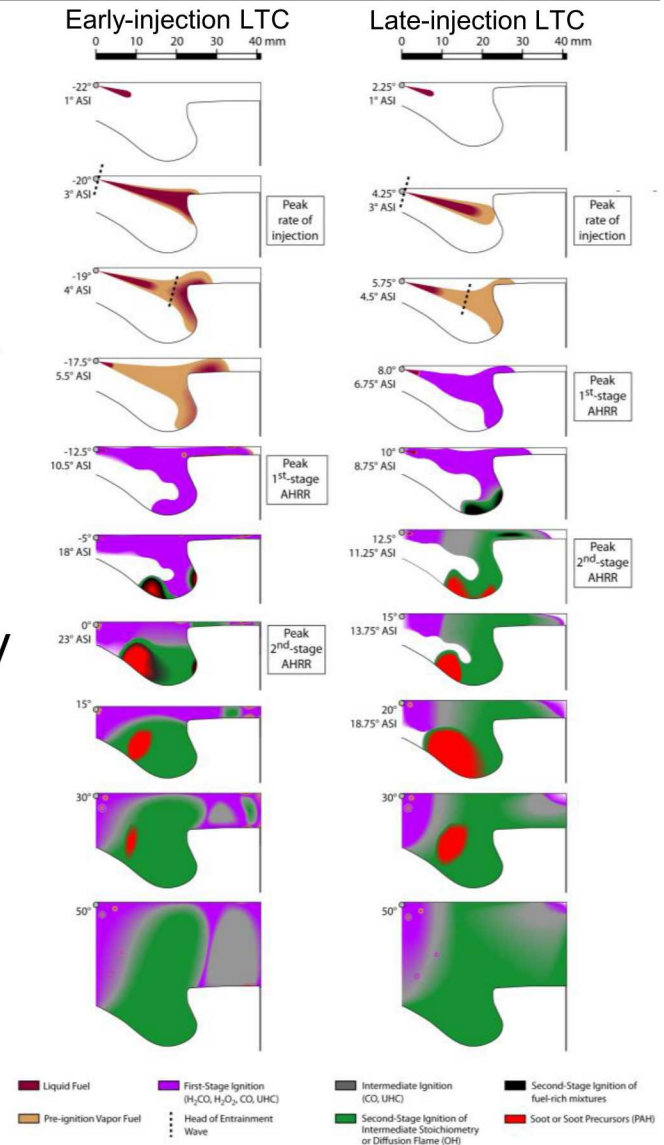 Early-injection LTC
Late-injection LTC
0 10 20 30 40 mm
0 10 20 30 40 mm
-22°
1° ASI
2.25°
1° ASI
-20°
3° ASI
Peak
rate of
injection
4.25°
3° ASI
Peak
rate of
injection
-19°
4° ASI
5.75°
4.5° ASI
-17.5°
5.5° ASI
8.0°
6.75° ASI
Peak
1st-stage
AHRR
-12.5°
10.5° ASI
Peak
1st-stage
AHRR
10°
8.75° ASI
-5°
18° ASI
12.5°
11.25° ASI
Peak
2nd-stage
AHRR
0°
23° ASI
Peak
2nd-stage
AHRR
15°
13.75° ASI
y
15°
20°
18.75° ASI
30°
30°
50°
50°
Liquid Fuel
Pre-ignition Vapor Fuel
First-Stage Ignition
(H2CO, H2O2, CO, UHC)
Head of Entrainment
Wave
Intermediate Ignition
(CO, UHC)
Second-Stage Ignition of
Intermediate Stoichiometry
or Diffusion Flame (OH)
Second-Stage Ignition of
fuel-rich mixtures
Soot or Soot Precursors (PAH)